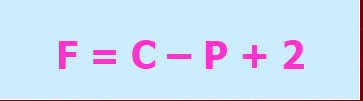 F = C – P + 2